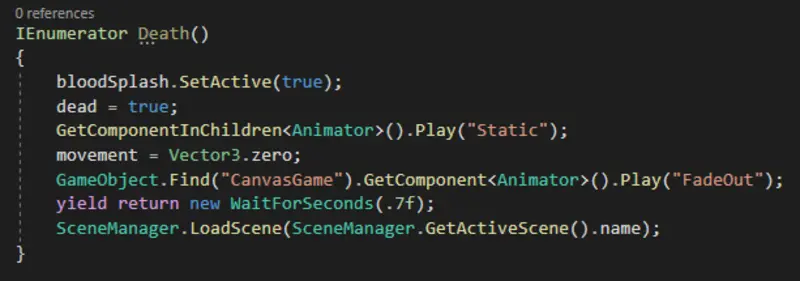 0 references
IEnumerator Death()
{
bloodSplash.SetActive(true);
dead = true;
GetComponentInChildren<Animator>().Play("Static");
movement = Vector3.zero;
GameObject.Find("CanvasGame").GetComponent<Animator>().Play("FadeOut");
yield return new WaitForSeconds(.7f);
SceneManager.LoadScene(SceneManager.GetActiveScene().name);
}